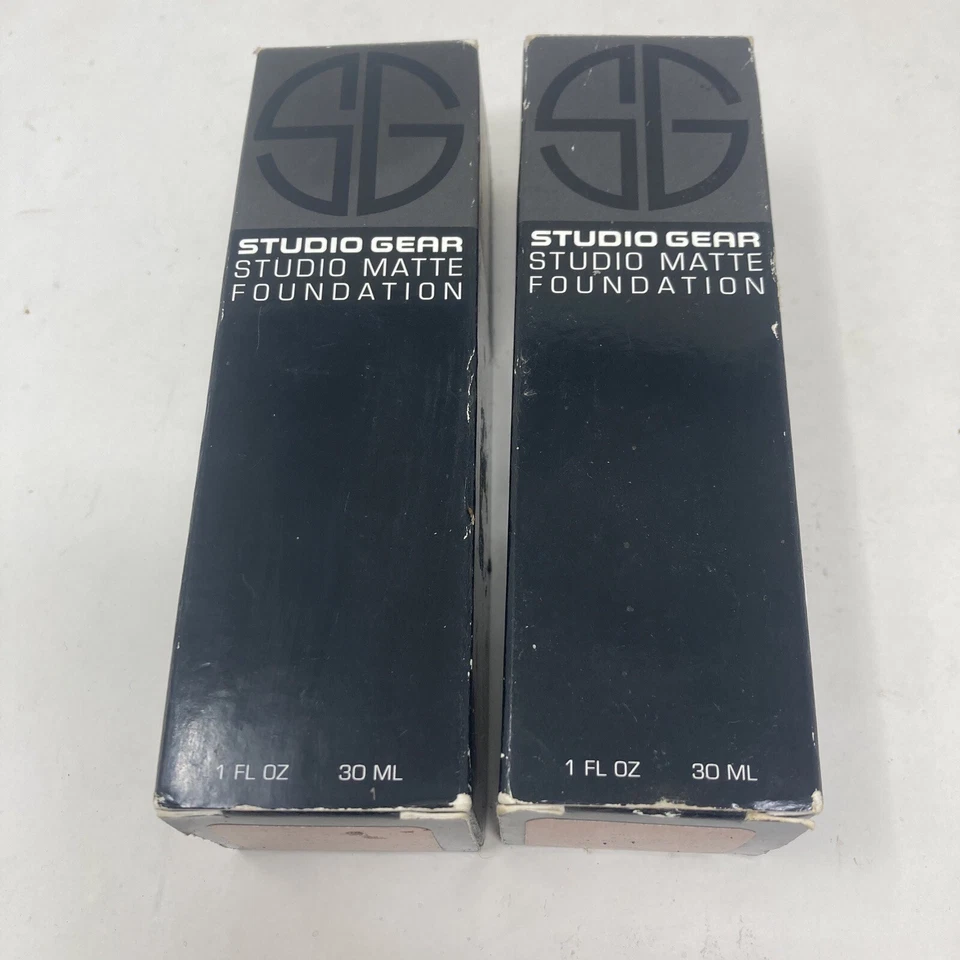 SG
STUDIO GEAR
STUDIO MATTE
FOUNDATION
1 FL OZ 30 ML
SG
STUDIO GEAR
STUDIO MATTE
FOUNDATION
1 FL OZ 30 ML